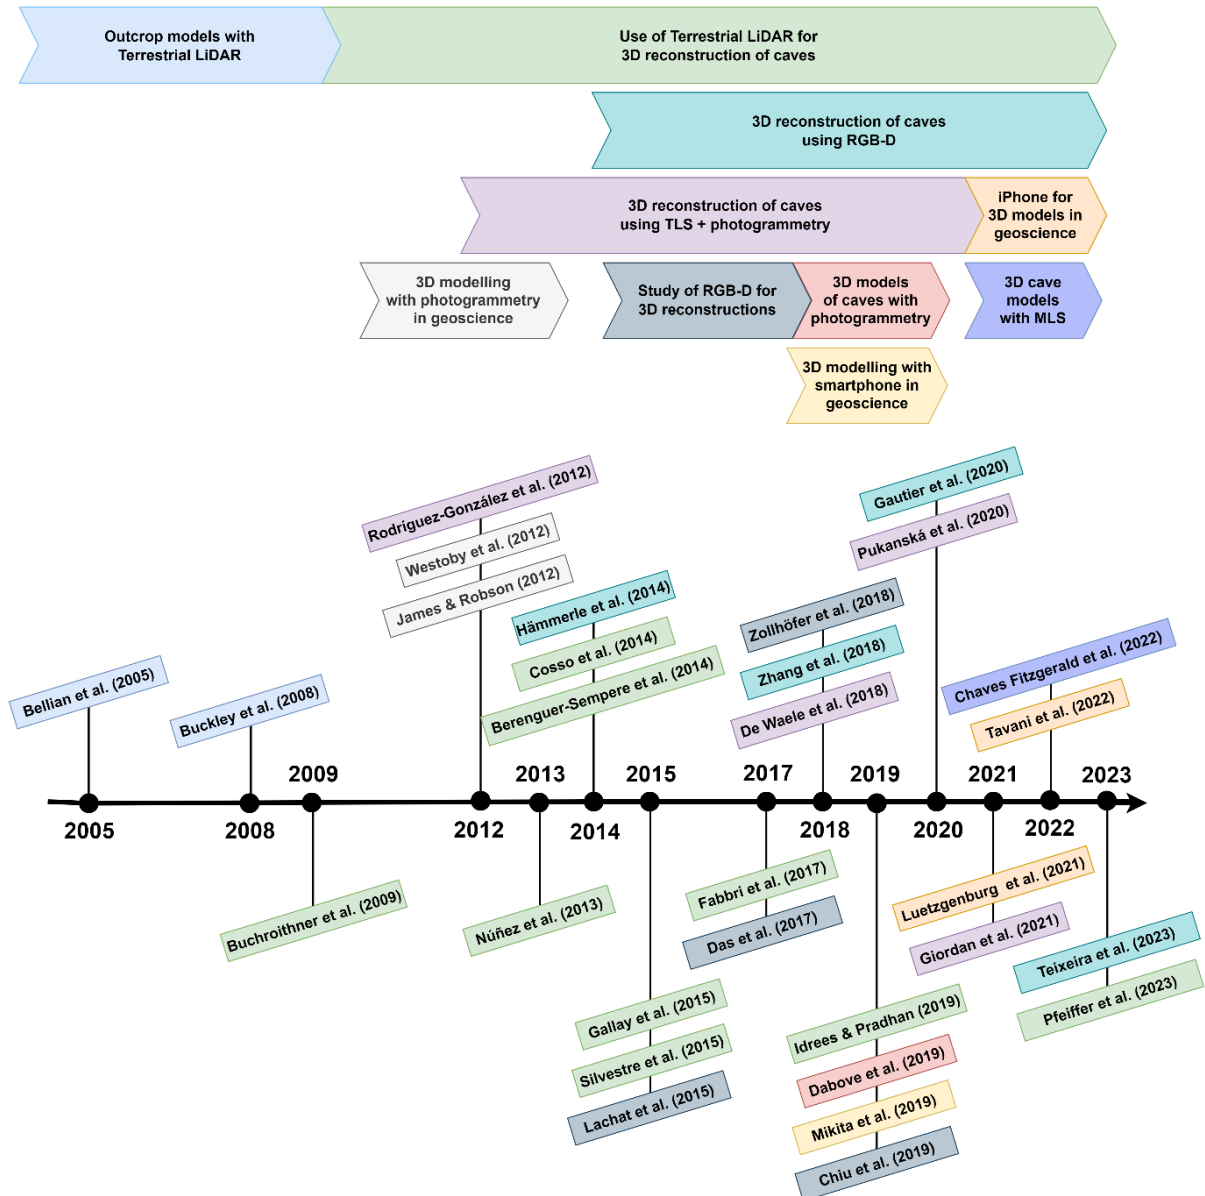 Outcrop models with
Terrestrial LiDAR
Use of Terrestrial LiDAR for
3D reconstruction of caves
3D reconstruction of caves
using RGB-D
3D reconstruction of caves
using TLS + photogrammetry
iPhone for
3D models in
geoscience
3D modelling
with photogrammetry
in geoscience
Study of RGB-D for
3D reconstructions
3D models
of caves with
photogrammetry
3D cave
models
with MLS
3D modelling with
smartphone in
geoscience
Rodríguez-González et al. (2012)
Westoby et al. (2012)
James & Robson (2012)
Gautier et al. (2020)
Pukanská et al. (2020)
Hämmerle et al. (2014)
Cosso et al. (2014)
Berenguer-Sempere et al. (2014)
Zollhöfer et al. (2018)
Zhang et al. (2018)
De Waele et al. (2018)
Chaves Fitzgerald et al. (2022)
Tavani et al. (2022)
Bellian et al. (2005)
Buckley et al. (2008)
2009
2013
2015
2017
2019
2021
2023
2005
2008
2012
2014
2018
2020
2022
Buchroithner et al. (2009)
Núñez et al. (2013)
Fabbri et al. (2017)
Das et al. (2017)
Luetzgenburg et al. (2021)
Giordan et al. (2021)
Teixeira et al. (2023)
Pfeiffer et al. (2023)
Gallay et al. (2015)
Silvestre et al. (2015)
Lachat et al. (2015)
Idrees & Pradhan (2019)
Dabove et al. (2019)
Mikita et al. (2019)
Chiu et al. (2019)